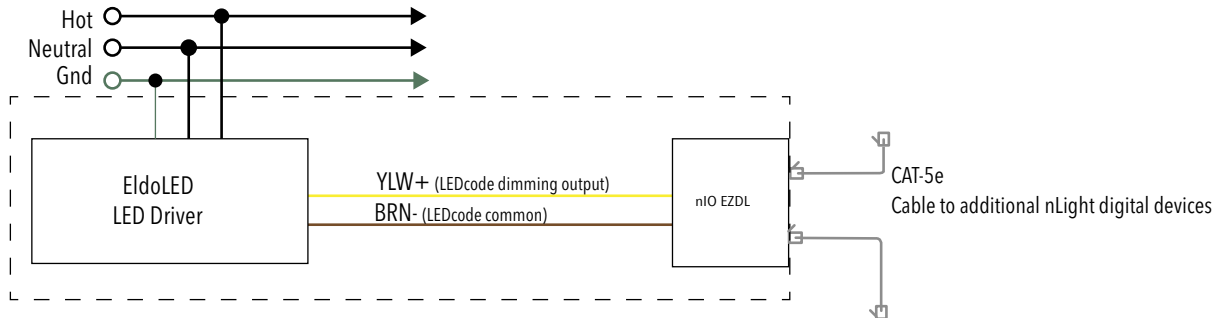 Hot
Neutral
Gnd
EldoLED
LED Driver
YLW+ (LEDcode dimming output)
BRN- (LEDcode common)
nIO EZDL
CAT-5e
Cable to additional nLight digital devices